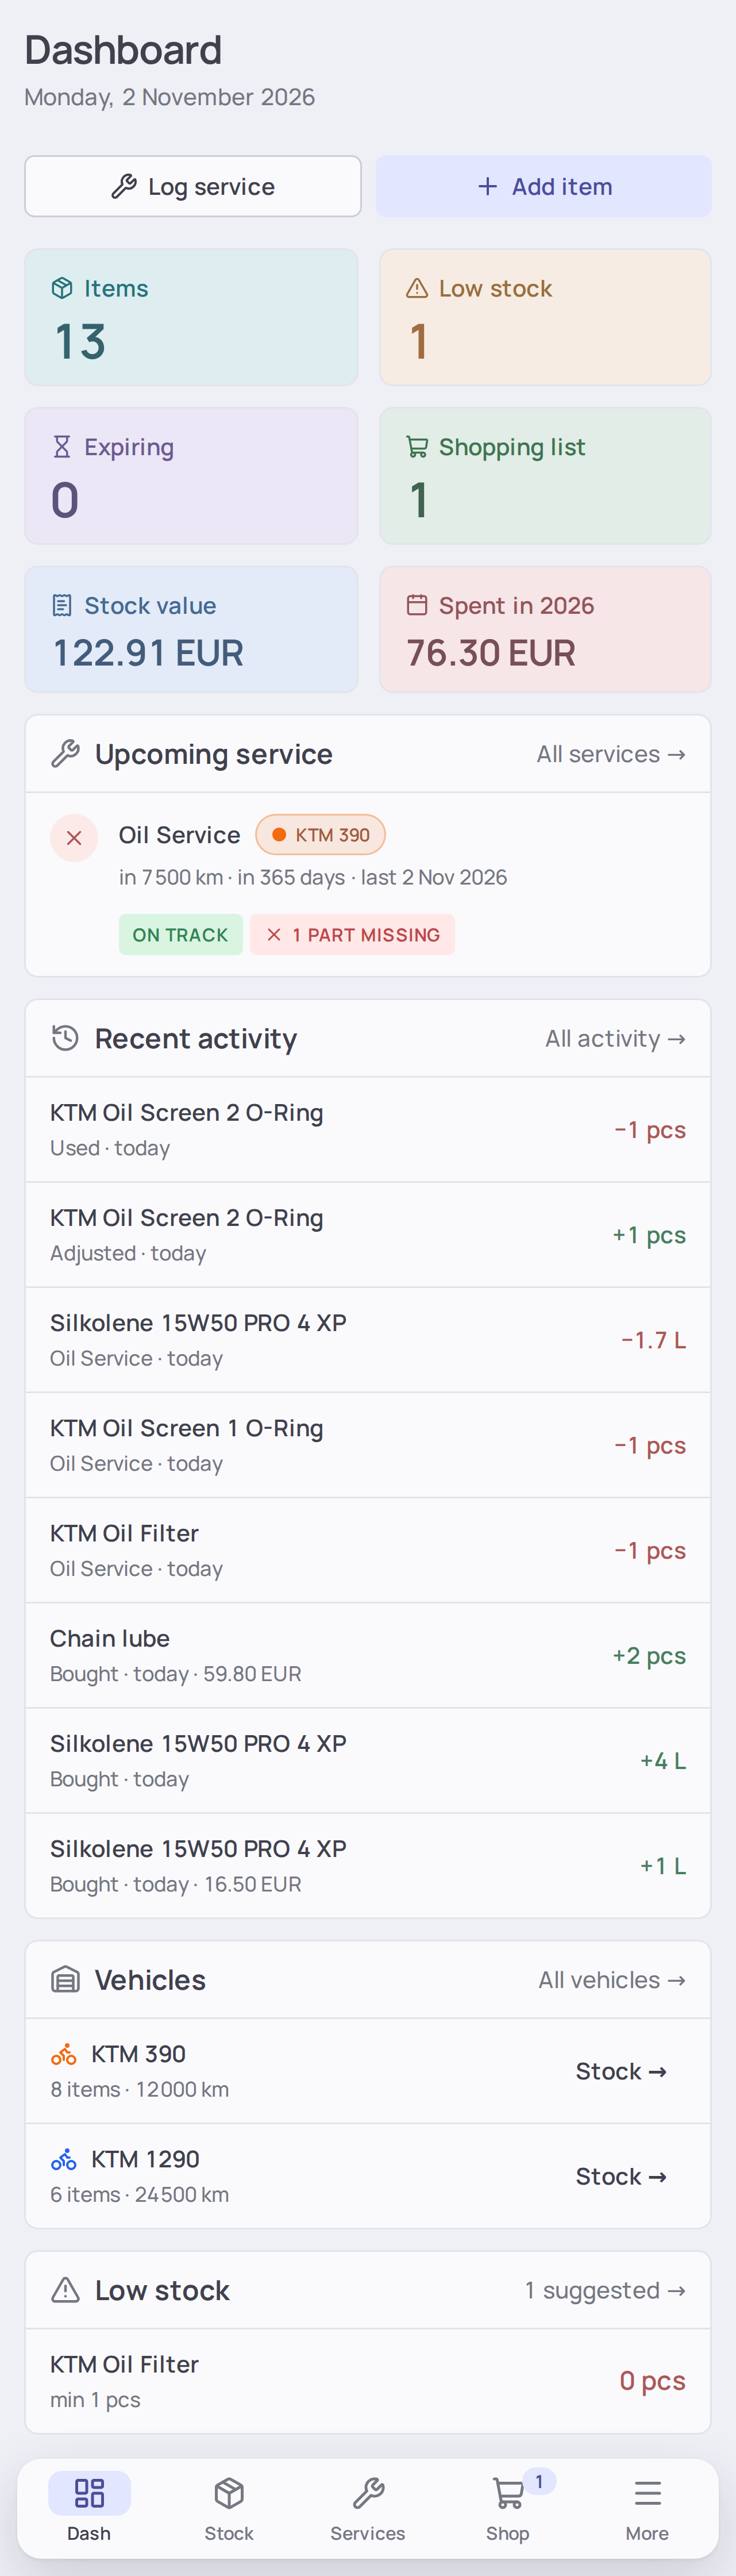 Dashboard
Monday, 2 November 2026
Log service
Add item
Items
13
Low stock
1
Expiring
0
Shopping list
1
Stock value
122.91 EUR
Spent in 2026
76.30 EUR
Upcoming service
All services →
Oil Service
KTM 390
in 7 500 km · in 365 days · last 2 Nov 2026
ON TRACK
1 PART MISSING
Recent activity
All activity →
KTM Oil Screen 2 O-Ring
Used · today
−1 pcs
KTM Oil Screen 2 O-Ring
Adjusted · today
+1 pcs
Silkolene 15W50 PRO 4 XP
Oil Service · today
−1.7 L
KTM Oil Screen 1 O-Ring
Oil Service · today
−1 pcs
KTM Oil Filter
Oil Service · today
−1 pcs
Chain lube
Bought · today · 59.80 EUR
+2 pcs
Silkolene 15W50 PRO 4 XP
Bought · today
+4 L
Silkolene 15W50 PRO 4 XP
Bought · today · 16.50 EUR
+1 L
Vehicles
All vehicles →
KTM 390
8 items · 12 000 km
Stock →
KTM 1290
6 items · 24 500 km
Stock →
Low stock
1 suggested →
KTM Oil Filter
min 1 pcs
0 pcs
1
Dash
Stock
Services
Shop
More